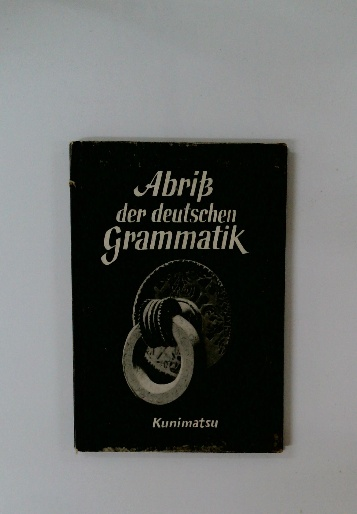 Abriß
der deutschen
Grammatik
Kunimatsu